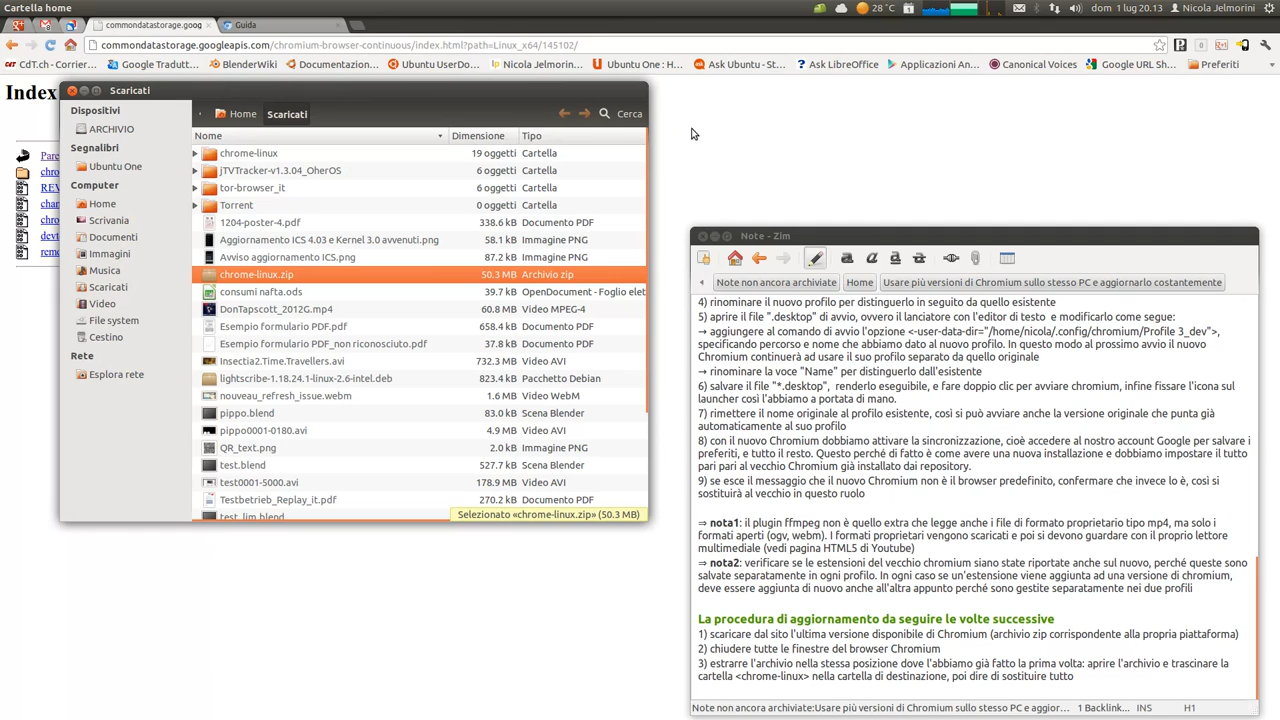 Cartella home
28 °C
dom 1 lug 20.13
Nicola Jelmorini
commondatastorage.goog
Guida
commondatastorage.googleapis.com/chromium-browser-continuous/index.html?path=Linux_x64/145102/
CdT.ch - Cor T...
Google Tradutt...
BlenderWiki
Documentazion...
Ubuntu UserDo...
Nicola Jelmorin...
Ubuntu One : H...
Ask Ubuntu - St...
Ask LibreOffice
Applicazioni An...
Canonical Voices
Google URL Sh...
Preferiti
Index
Pare
chro
REV
chan
chro
devt
remo
Scaricati
Dispositivi
ARCHIVIO
Segnalibri
Ubuntu One
Computer
Home
Scrivania
Documenti
Immagini
Musica
Scaricati
Video
File system
Cestino
Rete
Esplora rete
Home
Scaricati
Cerca
Nome Dimensione Tipo
chrome-linux 19 oggetti Cartella
jTVTracker-v1.3.04_OherOS 6 oggetti Cartella
tor-browser_it 6 oggetti Cartella
Torrent 0 oggetti Cartella
1204-poster-4.pdf 338.6 kB Documento PDF
Aggiornamento ICS 4.03 e Kernel 3.0 avvenuti.png 58.1 kB Immagine PNG
Avviso aggiornamento ICS.png 87.2 kB Immagine PNG
chrome-linux.zip 50.3 MB Archivio zip
consumi nafta.ods 39.7 kB OpenDocument - Foglio elet
DonTapscott_2012G.mp4 60.8 MB Video MPEG-4
Esempio formulario PDF.pdf 658.4 kB Documento PDF
Esempio formulario PDF_non riconosciuto.pdf 37.8 kB Documento PDF
Insectia2.Time.Travellers.avi 732.3 MB Video AVI
lightscribe-1.18.24.1-linux-2.6-intel.deb 823.4 kB Pacchetto Debian
nouveau_refresh_issue.webm 1.6 MB Video WebM
pippo.blend 83.0 kB Scena Blender
pippo0001-0180.avi 4.9 MB Video AVI
QR_text.png 2.0 kB Immagine PNG
test.blend 527.7 kB Scena Blender
test0001-5000.avi 178.9 MB Video AVI
Testbetrieb_Replay_it.pdf 270.2 kB Documento PDF
test_lim.blend
Selezionato «chrome-linux.zip» (50.3 MB)
Note - Zim
Note non ancora archiviate
Home
Usare più versioni di Chromium sullo stesso PC e aggiornarlo costantemente
4) rinominare il nuovo profilo per distinguerlo in seguito da quello esistente
5) aprire il file ".desktop" di avvio, ovvero il lanciatore con l'editor di testo e modificarlo come segue:
→ aggiungere al comando di avvio l'opzione <-user-data-dir="/home/nicola/.config/chromium/Profile 3_dev">,
specificando percorso e nome che abbiamo dato al nuovo profilo. In questo modo al prossimo avvio il nuovo
Chromium continuerà ad usare il suo profilo separato da quello originale
→ rinominare la voce "Name" per distinguerlo dall'esistente
6) salvare il file "*.desktop", renderlo eseguibile, e fare doppio clic per avviare chromium, infine fissare l'icona sul
launcher così l'abbiamo a portata di mano.
7) rimettere il nome originale al profilo esistente, così si può avviare anche la versione originale che punta già
automaticamente al suo profilo
8) con il nuovo Chromium dobbiamo attivare la sincronizzazione, cioè accedere al nostro account Google per salvare i
preferiti, e tutto il resto. Questo perché di fatto è come avere una nuova installazione e dobbiamo impostare il tutto
pari pari al vecchio Chromium già installato dai repository.
9) se esce il messaggio che il nuovo Chromium non è il browser predefinito, confermare che invece lo è, così si
sostituirà al vecchio in questo ruolo
⇒ nota1: il plugin ffmpeg non è quello extra che legge anche i file di formato proprietario tipo mp4, ma solo i
formati aperti (ogv, webm). I formati proprietari vengono scaricati e poi si devono guardare con il proprio lettore
multimediale (vedi pagina HTML5 di Youtube)
⇒ nota2: verificare se le estensioni del vecchio chromium siano state riportate anche sul nuovo, perché queste sono
salvate separatamente in ogni profilo. In ogni caso se un'estensione viene aggiunta ad una versione di chromium,
deve essere aggiunta di nuovo anche all'altra appunto perché sono gestite separatamente nei due profili
La procedura di aggiornamento da seguire le volte successive
1) scaricare dal sito l'ultima versione disponibile di Chromium (archivio zip corrispondente alla propria piattaforma)
2) chiudere tutte le finestre del browser Chromium
3) estrarre l'archivio nella stessa posizione dove l'abbiamo già fatto la prima volta: aprire l'archivio e trascinare la
cartella <chrome-linux> nella cartella di destinazione, poi dire di sostituire tutto
Note non ancora archiviate:Usare più versioni di Chromium sullo stesso PC e aggior...
1 Backlink...
INS
H1